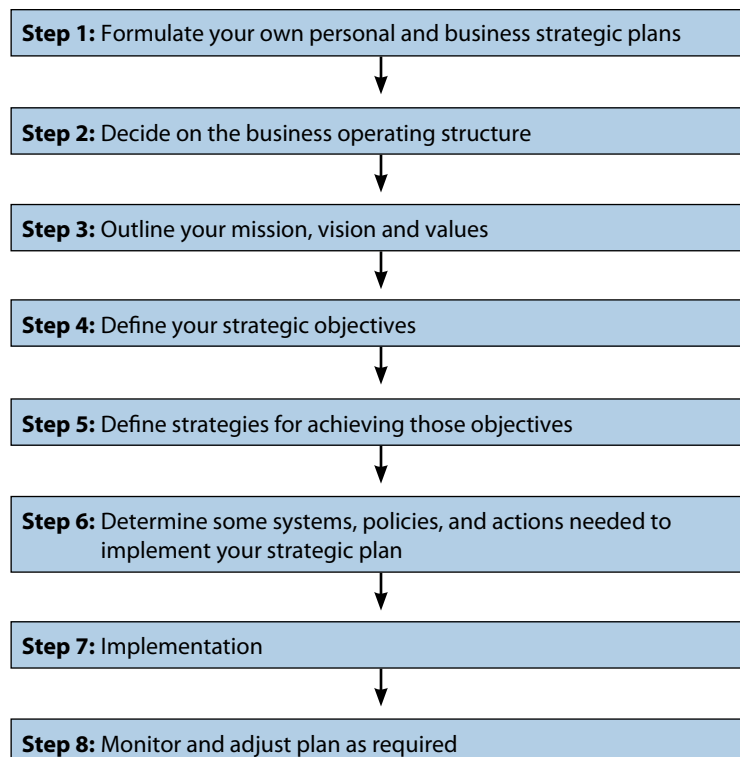 Step 1: Formulate your own personal and business strategic plans
Step 2: Decide on the business operating structure
Step 3: Outline your mission, vision and values
Step 4: Define your strategic objectives
Step 5: Define strategies for achieving those objectives
Step 6: Determine some systems, policies, and actions needed to
implement your strategic plan
Step 7: Implementation
Step 8: Monitor and adjust plan as required